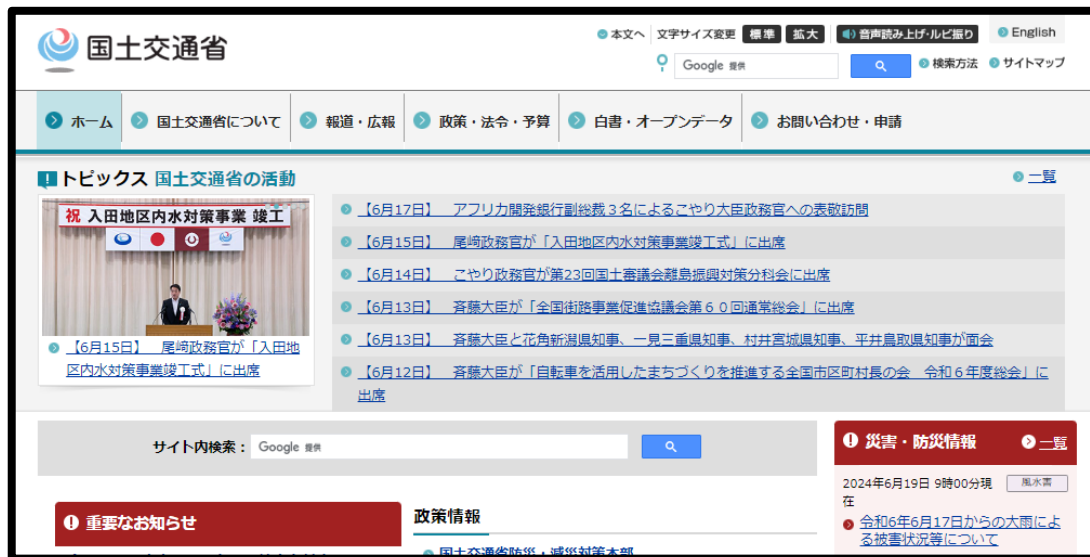 国土交通省
本文へ 文字サイズ変更 標準 拡大 音声読み上げ・ルビ振り English
Google 提供 検索方法 サイトマップ
ホーム 国土交通省について 報道・広報 政策・法令・予算 白書・オープンデータ お問い合わせ・申請
トピックス 国土交通省の活動 一覧
祝 入田地区内水対策事業 竣工
【6月15日】 尾﨑政務官が「入田地
区内水対策事業竣工式」に出席
【6月17日】 アフリカ開発銀行副総裁3名によるこやり大臣政務官への表敬訪問
【6月15日】 尾﨑政務官が「入田地区内水対策事業竣工式」に出席
【6月14日】 こやり政務官が第23回国土審議会離島振興対策分科会に出席
【6月13日】 斉藤大臣が「全国街路事業促進協議会第60回通常総会」に出席
【6月13日】 斉藤大臣と花角新潟県知事、一見三重県知事、村井宮城県知事、平井鳥取県知事が面会
【6月12日】 斉藤大臣が「自転車を活用したまちづくりを推進する全国市区町村長の会 令和6年度総会」に
出席
サイト内検索: Google 提供
重要なお知らせ
政策情報
国土交通省防災・減災対策本部
災害・防災情報 一覧
2024年6月19日 9時00分現
在
風水害
令和6年6月17日からの大雨によ
る被害状況等について